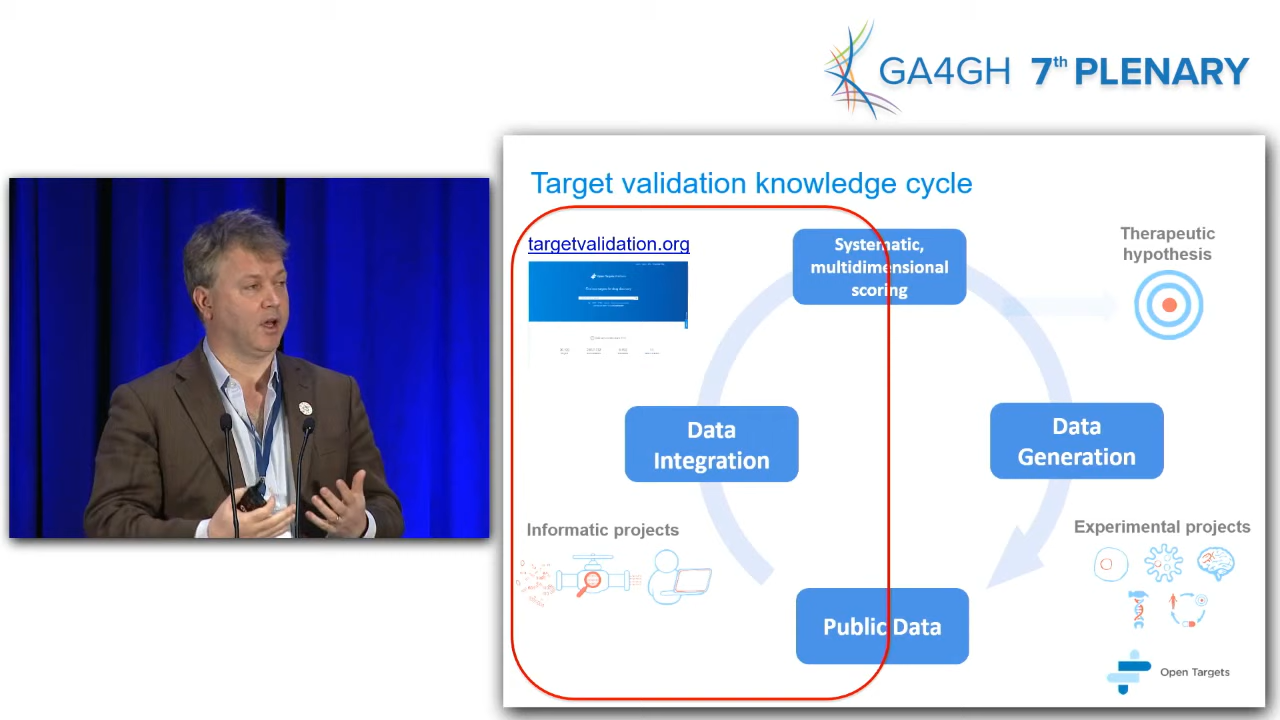 GA4GH 7th PLENARY
Target validation knowledge cycle
targetvalidation.org
Systematic,
multidimensional
scoring
Therapeutic
hypothesis
Data
Integration
Data
Generation
Informatic projects
Experimental projects
Public Data
Open Targets